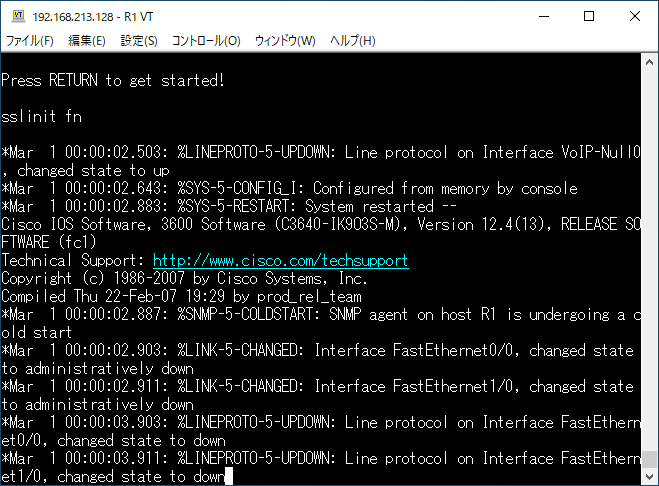 192.168.213.128 - R1 VT
ファイル(F) 編集(E) 設定(S) コントロール(O) ウィンドウ(W) ヘルプ(H)
Press RETURN to get started!
sslinit fn
*Mar  1 00:00:02.503: %LINEPROTO-5-UPDOWN: Line protocol on Interface VoIP-Null0
, changed state to up
*Mar  1 00:00:02.643: %SYS-5-CONFIG_I: Configured from memory by console
*Mar  1 00:00:02.883: %SYS-5-RESTART: System restarted --
Cisco IOS Software, 3600 Software (C3640-IK9O3S-M), Version 12.4(13), RELEASE SO
FTWARE (fc1)
Technical Support: http://www.cisco.com/techsupport
Copyright (c) 1986-2007 by Cisco Systems, Inc.
Compiled Thu 22-Feb-07 19:29 by prod_rel_team
*Mar  1 00:00:02.887: %SNMP-5-COLDSTART: SNMP agent on host R1 is undergoing a c
old start
*Mar  1 00:00:02.903: %LINK-5-CHANGED: Interface FastEthernet0/0, changed state
to administratively down
*Mar  1 00:00:02.911: %LINK-5-CHANGED: Interface FastEthernet1/0, changed state
to administratively down
*Mar  1 00:00:03.903: %LINEPROTO-5-UPDOWN: Line protocol on Interface FastEthern
et0/0, changed state to down
*Mar  1 00:00:03.911: %LINEPROTO-5-UPDOWN: Line protocol on Interface FastEthern
et1/0, changed state to down